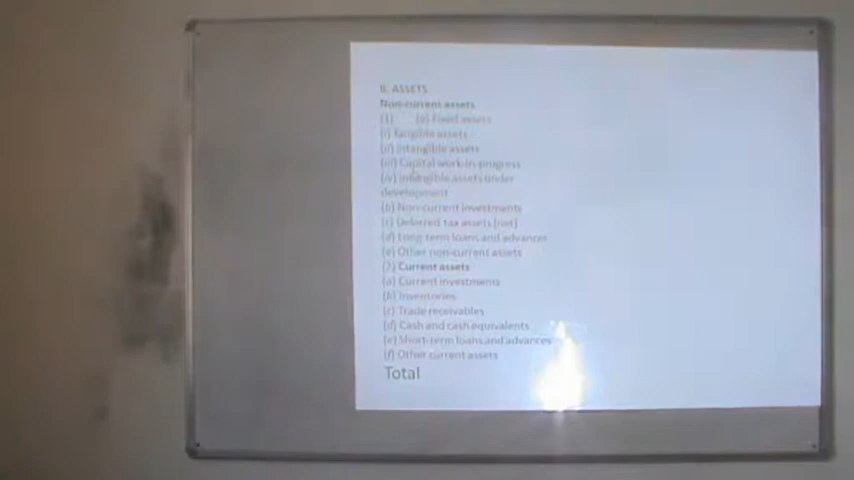 II. ASSETS
Non-current assets
(1) (a) Fixed assets
(i) Tangible assets
(ii) Intangible assets
(iii) Capital work-in-progress
(iv) Intangible assets under
development
(b) Non-current investments
(c) Deferred tax assets (net)
(d) Long-term loans and advances
(e) Other non-current assets
(2) Current assets
(a) Current investments
(b) Inventories
(c) Trade receivables
(d) Cash and cash equivalents
(e) Short-term loans and advances
(f) Other current assets
Total